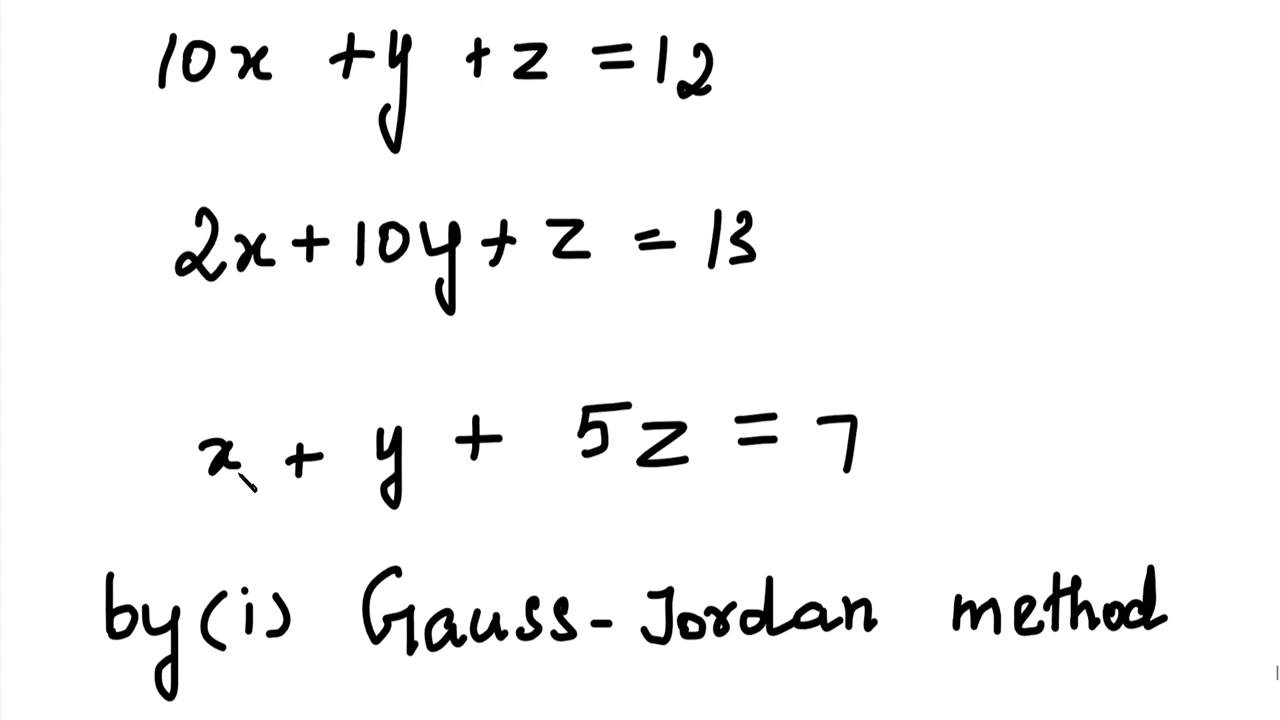 10x + y + z = 12
2x + 10y + z = 13
x + y + 5z = 7
by (i) Gauss-Jordan method